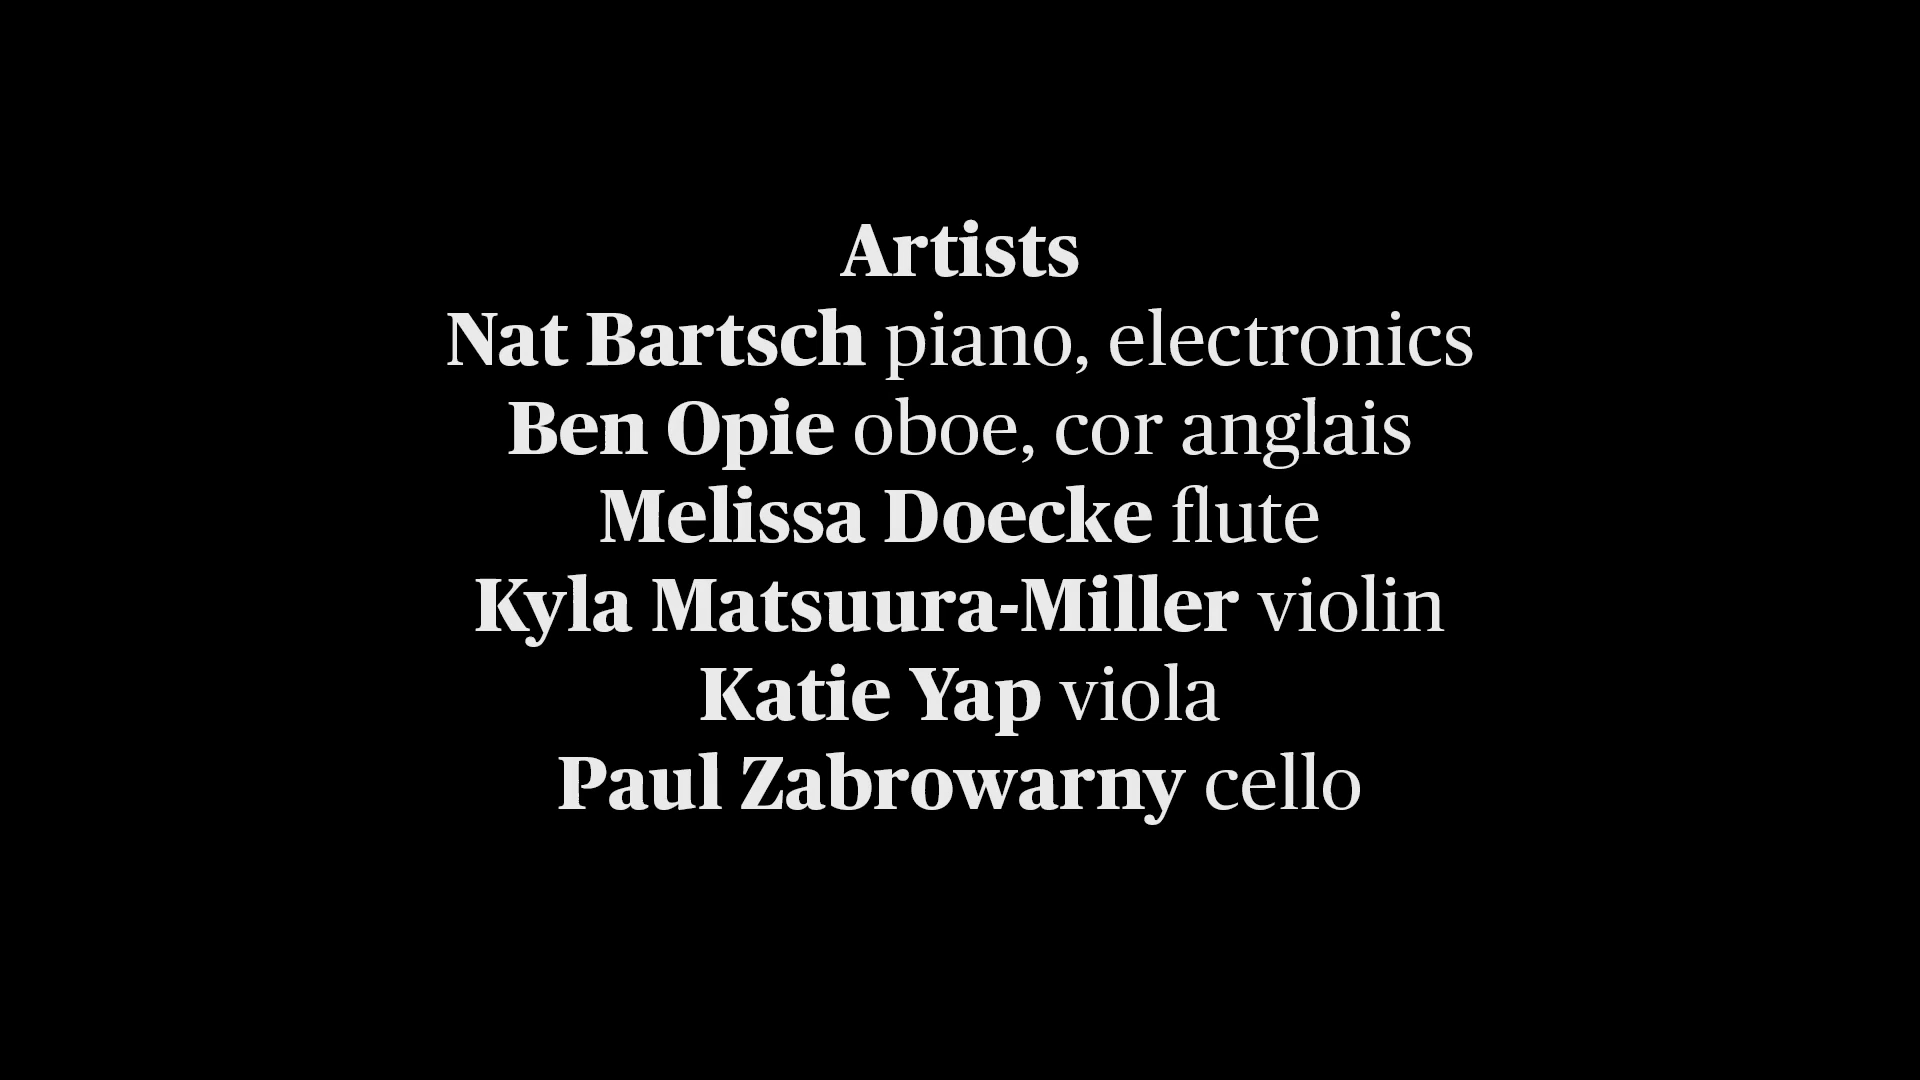 Artists
Nat Bartsch piano, electronics
Ben Opie oboe, cor anglais
Melissa Doecke flute
Kyla Matsuura-Miller violin
Katie Yap viola
Paul Zabrowarny cello